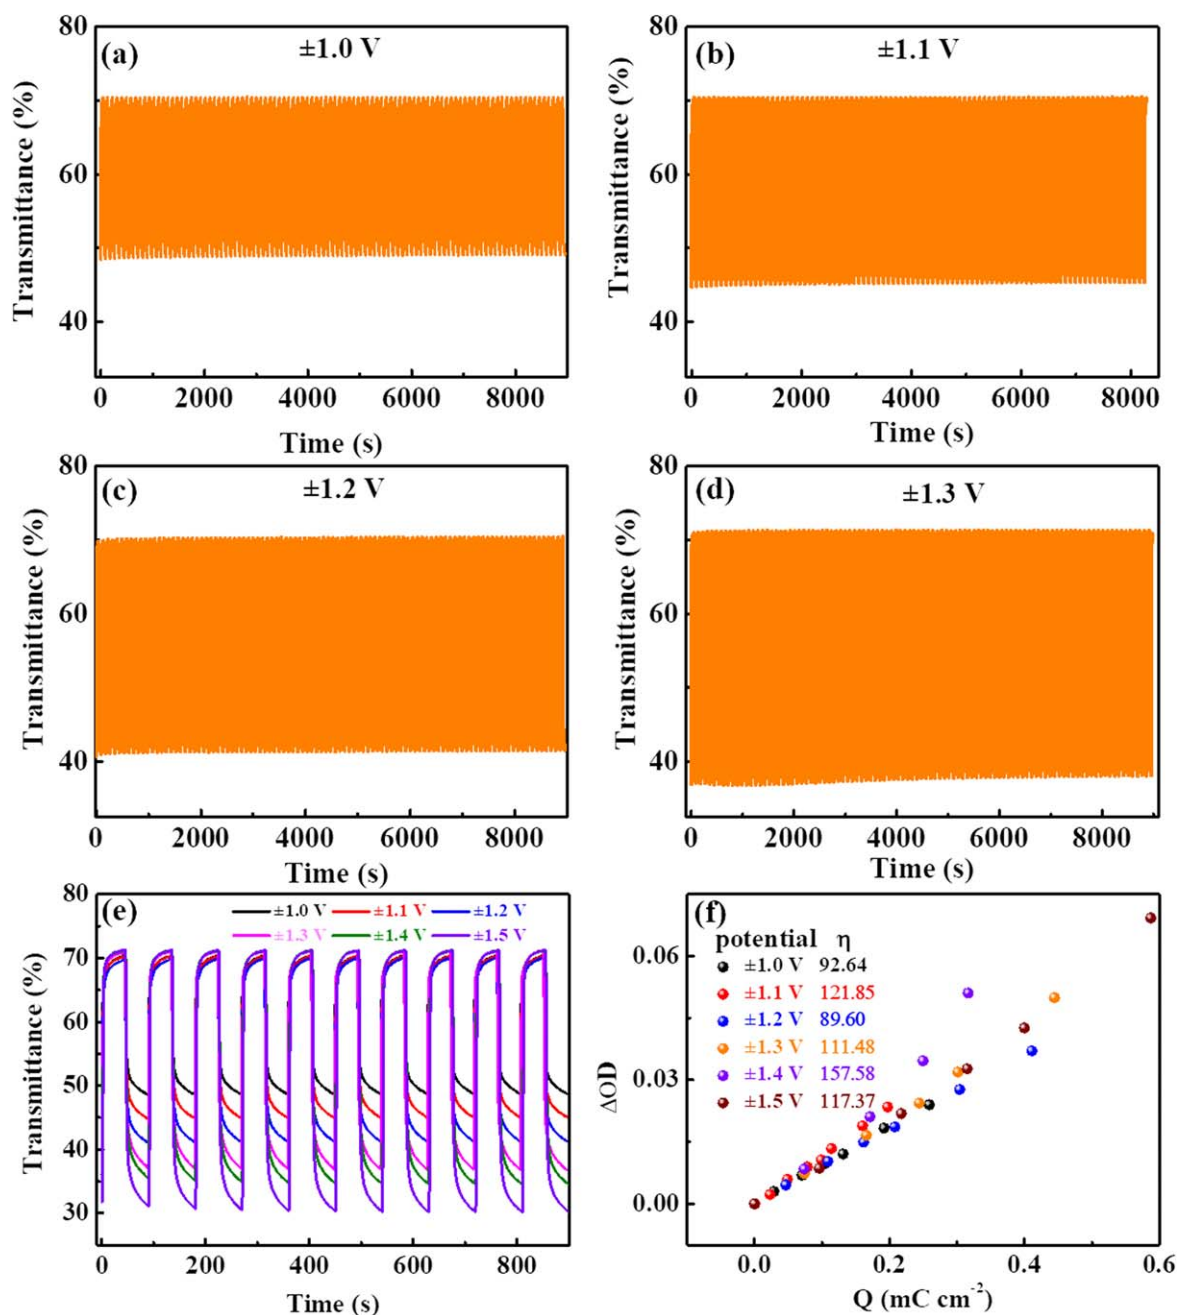 (a) ±1.0 V
80
60
40
Transmittance (%)
0 2000 4000 6000 8000
Time (s)
(b) ±1.1 V
80
60
40
Transmittance (%)
0 2000 4000 6000 8000
Time (s)
(c) ±1.2 V
80
60
40
Transmittance (%)
0 2000 4000 6000 8000
Time (s)
(d) ±1.3 V
80
60
40
Transmittance (%)
0 2000 4000 6000 8000
Time (s)
(e)
±1.0 V ±1.1 V ±1.2 V
±1.3 V ±1.4 V ±1.5 V
80
70
60
50
40
30
Transmittance (%)
0 200 400 600 800
Time (s)
(f)
potential η
±1.0 V 92.64
±1.1 V 121.85
±1.2 V 89.60
±1.3 V 111.48
±1.4 V 157.58
±1.5 V 117.37
0.06
0.03
0.00
ΔOD
0.0 0.2 0.4 0.6
Q (mC cm⁻²)